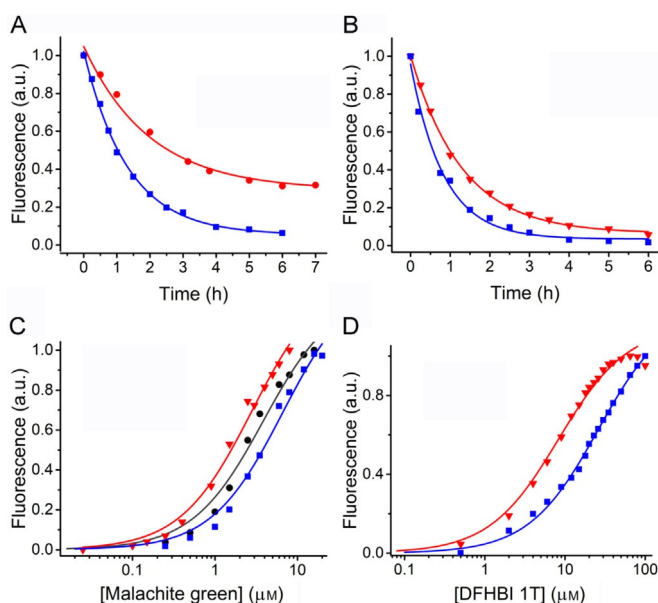 A
B
1.0
0.8
0.6
0.4
0.2
0.0
Fluorescence (a.u.)
0 1 2 3 4 5 6 7
Time (h)
1.0
0.8
0.6
0.4
0.2
0.0
Fluorescence (a.u.)
0 1 2 3 4 5 6
Time (h)
C
D
1.0
0.8
0.6
0.4
0.2
0.0
Fluorescence (a.u.)
0.1 1 10
[Malachite green] (μM)
0.8
0.4
0.0
Fluorescence (a.u.)
0.1 1 10 100
[DFHBI 1T] (μM)